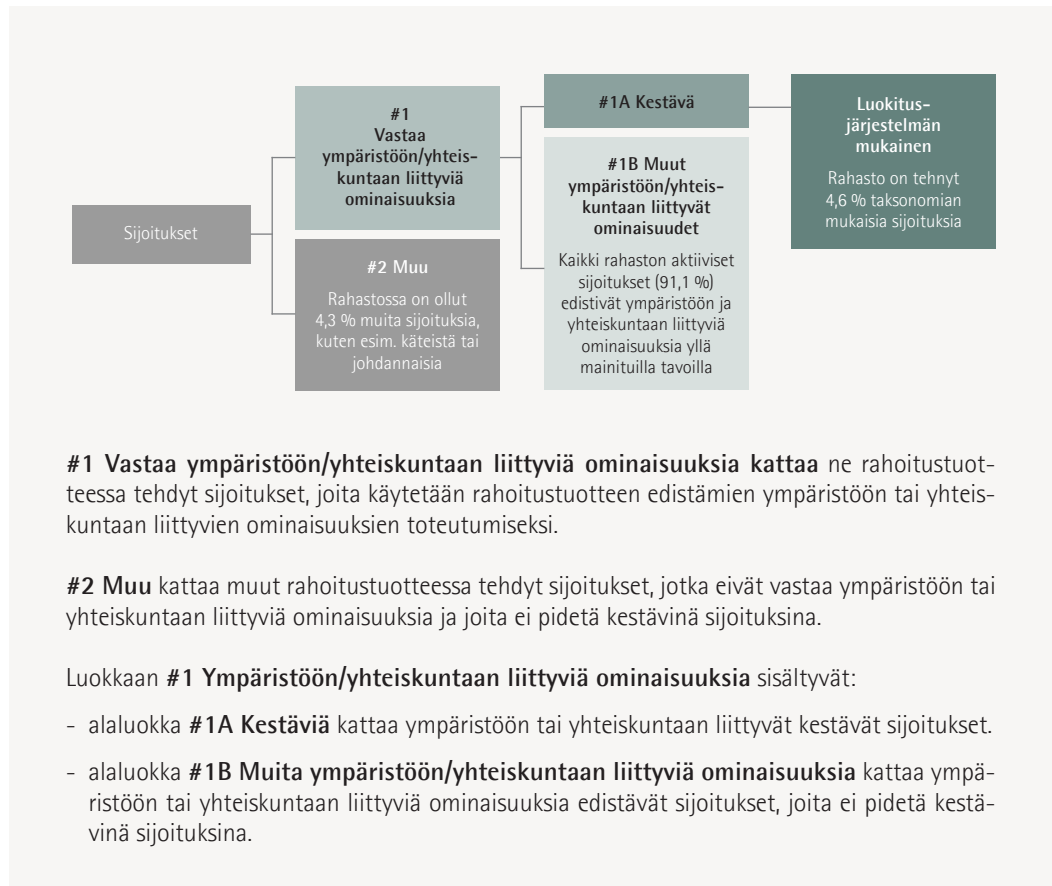 Sijoitukset
#1
Vastaa
ympäristöön/yhteis-
kuntaan liittyviä
ominaisuuksia
#2 Muu
Rahastossa on ollut
4,3 % muita sijoituksia,
kuten esim. käteistä tai
johdannaisia
#1A Kestävä
#1B Muut
ympäristöön/yhteis-
kuntaan liittyvät
ominaisuudet
Kaikki rahaston aktiiviset
sijoitukset (91,1 %)
edistivät ympäristöön ja
yhteiskuntaan liittyviä
ominaisuuksia yllä
mainituilla tavoilla
Luokitus-
järjestelmän
mukainen
Rahasto on tehnyt
4,6 % taksonomian
mukaisia sijoituksia
#1 Vastaa ympäristöön/yhteiskuntaan liittyviä ominaisuuksia kattaa ne rahoitustuot-
teessa tehdyt sijoitukset, joita käytetään rahoitustuotteen edistämien ympäristöön tai yhteis-
kuntaan liittyvien ominaisuuksien toteutumiseksi.
#2 Muu kattaa muut rahoitustuotteessa tehdyt sijoitukset, jotka eivät vastaa ympäristöön tai
yhteiskuntaan liittyviä ominaisuuksia ja joita ei pidetä kestävinä sijoituksina.
Luokkaan #1 Ympäristöön/yhteiskuntaan liittyviä ominaisuuksia sisältyvät:
- alaluokka #1A Kestäviä kattaa ympäristöön tai yhteiskuntaan liittyvät kestävät sijoitukset.
- alaluokka #1B Muita ympäristöön/yhteiskuntaan liittyviä ominaisuuksia kattaa ympä-
ristöön tai yhteiskuntaan liittyviä ominaisuuksia edistävät sijoitukset, joita ei pidetä kestä-
vinä sijoituksina.